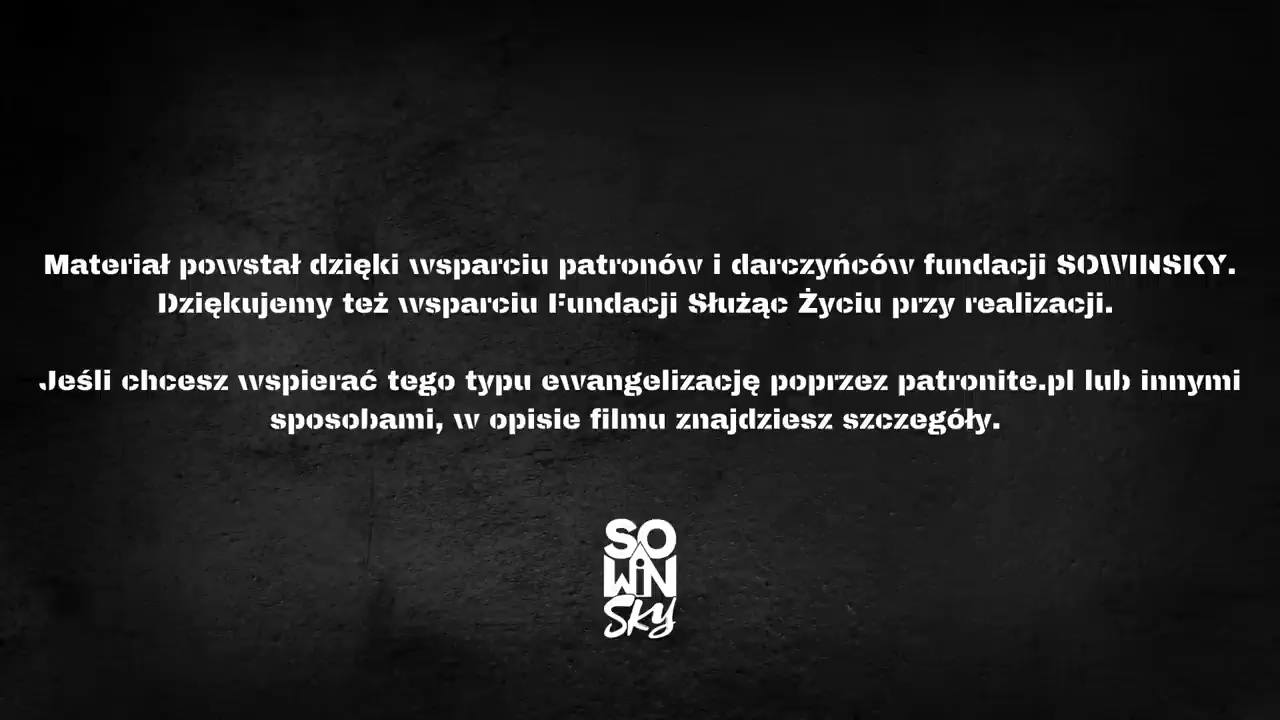 Materiał powstał dzięki wsparciu patronów i darczyńców fundacji SOWINSKY.
Dziękujemy też wsparciu Fundacji Służąc Życiu przy realizacji.
Jeśli chcesz wspierać tego typu ewangelizację poprzez patronite.pl lub innymi
sposobami, w opisie filmu znajdziesz szczegóły.
SO
WiN
Sky